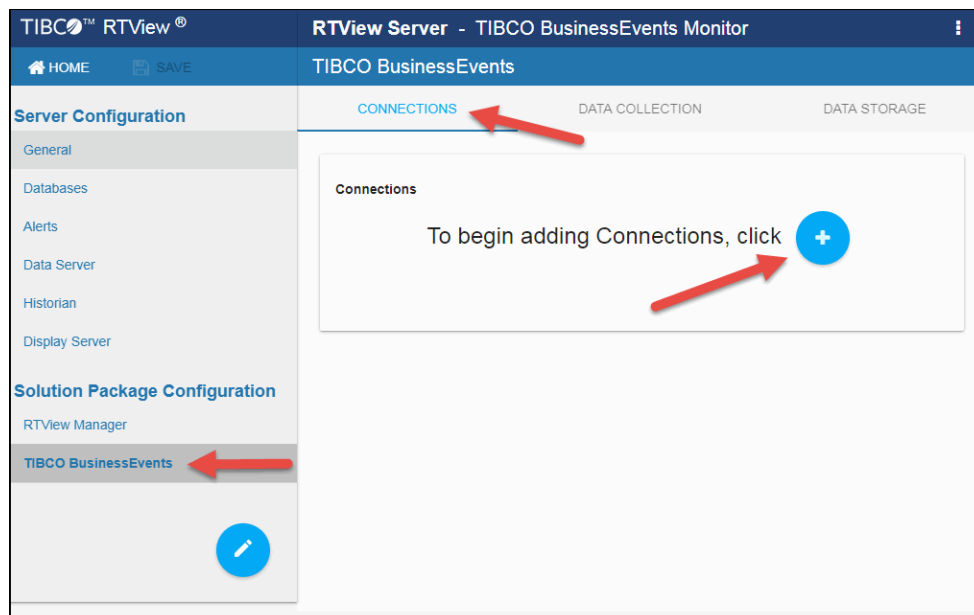 TIBCO™ RTView ®
RTView Server - TIBCO BusinessEvents Monitor
HOME
SAVE
TIBCO BusinessEvents
CONNECTIONS
DATA COLLECTION
DATA STORAGE
Server Configuration
General
Databases
Alerts
Data Server
Historian
Display Server
Solution Package Configuration
RTView Manager
TIBCO BusinessEvents
Connections
To begin adding Connections, click